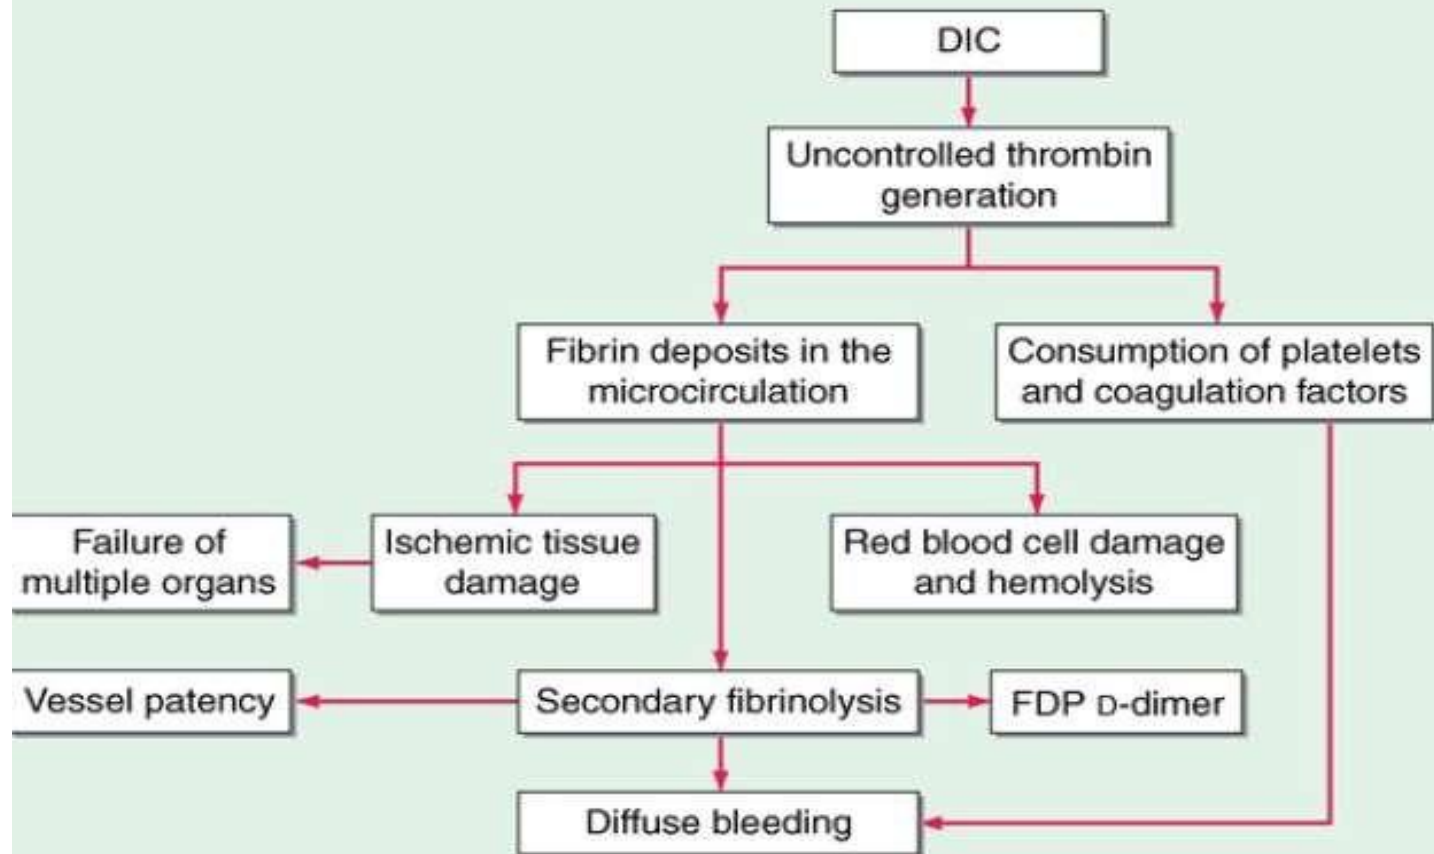 DIC
Uncontrolled thrombin
generation
Fibrin deposits in the
microcirculation
Consumption of platelets
and coagulation factors
Failure of
multiple organs
Ischemic tissue
damage
Red blood cell damage
and hemolysis
Vessel patency
Secondary fibrinolysis
FDP D-dimer
Diffuse bleeding